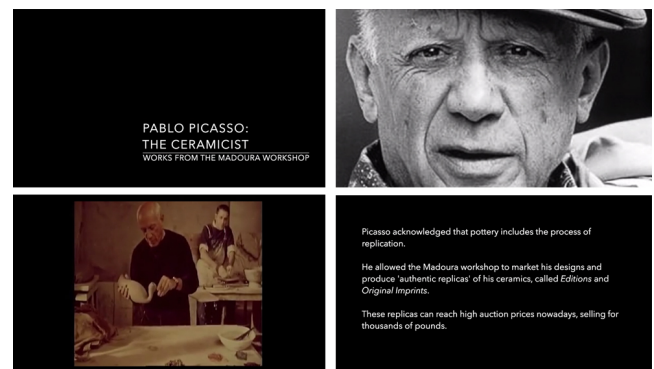 PABLO PICASSO:
THE CERAMICIST
WORKS FROM THE MADOURA WORKSHOP
Picasso acknowledged that pottery includes the process of
replication.
He allowed the Madoura workshop to market his designs and
produce 'authentic replicas' of his ceramics, called Editions and
Original Imprints.
These replicas can reach high auction prices nowadays, selling for
thousands of pounds.